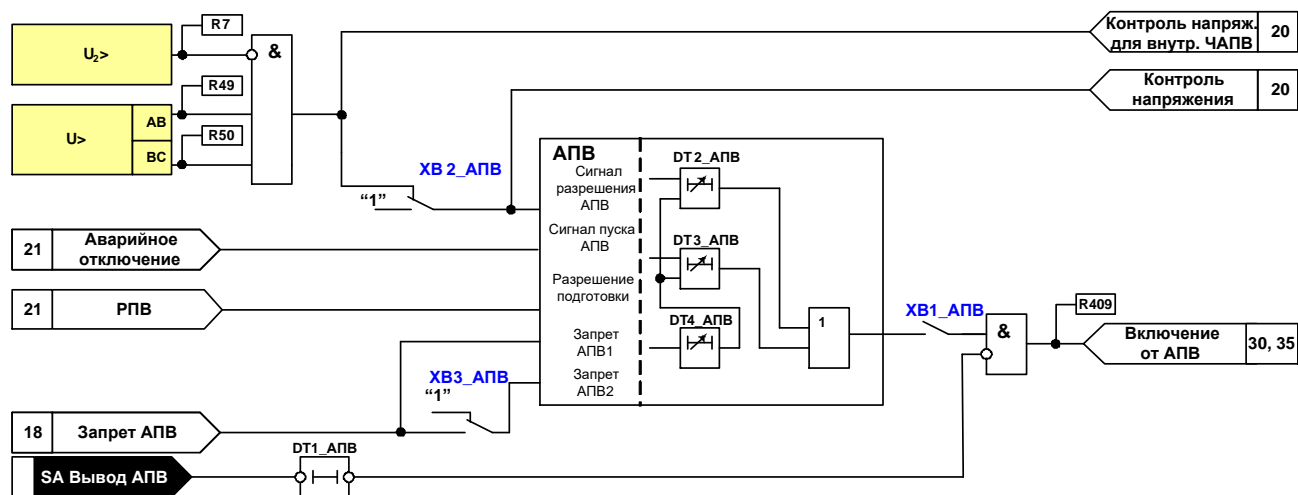 R7
U₂>
&
R49
AB
U>
R50
BC
Контроль напряж.
для внутр. ЧАПВ
20
Контроль
напряжения
20
XB 2_АПВ
“1”
АПВ
Сигнал
разрешения
АПВ
Сигнал пуска
АПВ
Разрешение
подготовки
Запрет
АПВ1
Запрет
АПВ2
DT2_АПВ
DT3_АПВ
DT4_АПВ
1
21
Аварийное
отключение
21
РПВ
XB3_АПВ
“1”
18
Запрет АПВ
SA Вывод АПВ
DT1_АПВ
XB1_АПВ
&
R409
Включение
от АПВ
30, 35